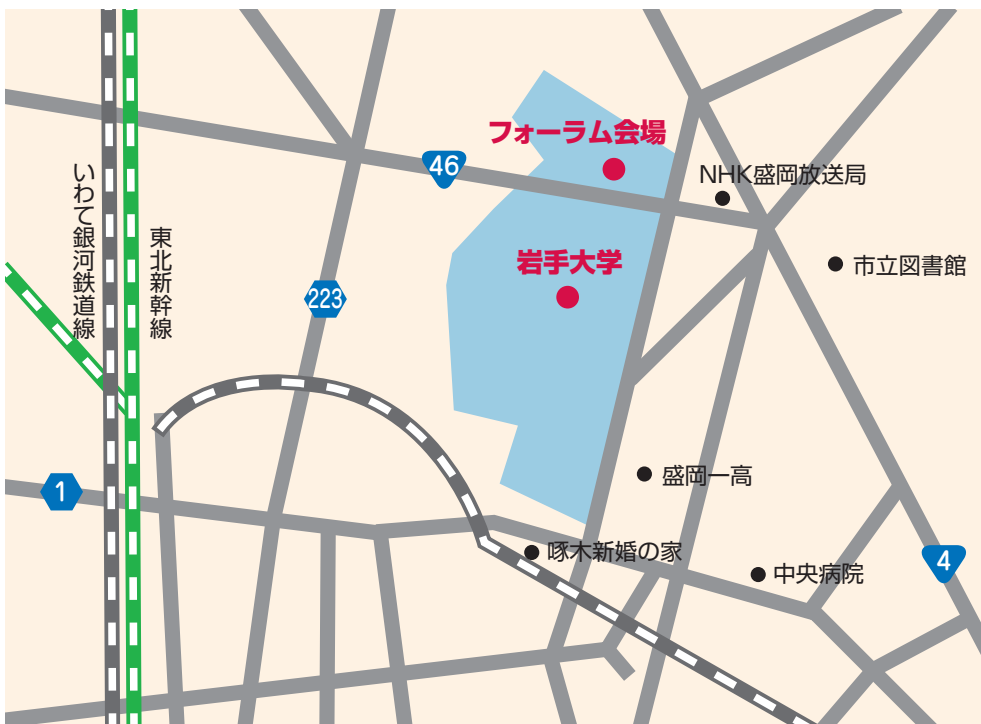 フォーラム会場
46
NHK盛岡放送局
いわて銀河鉄道線
東北新幹線
岩手大学
市立図書館
223
盛岡一高
1
啄木新婚の家
中央病院
4